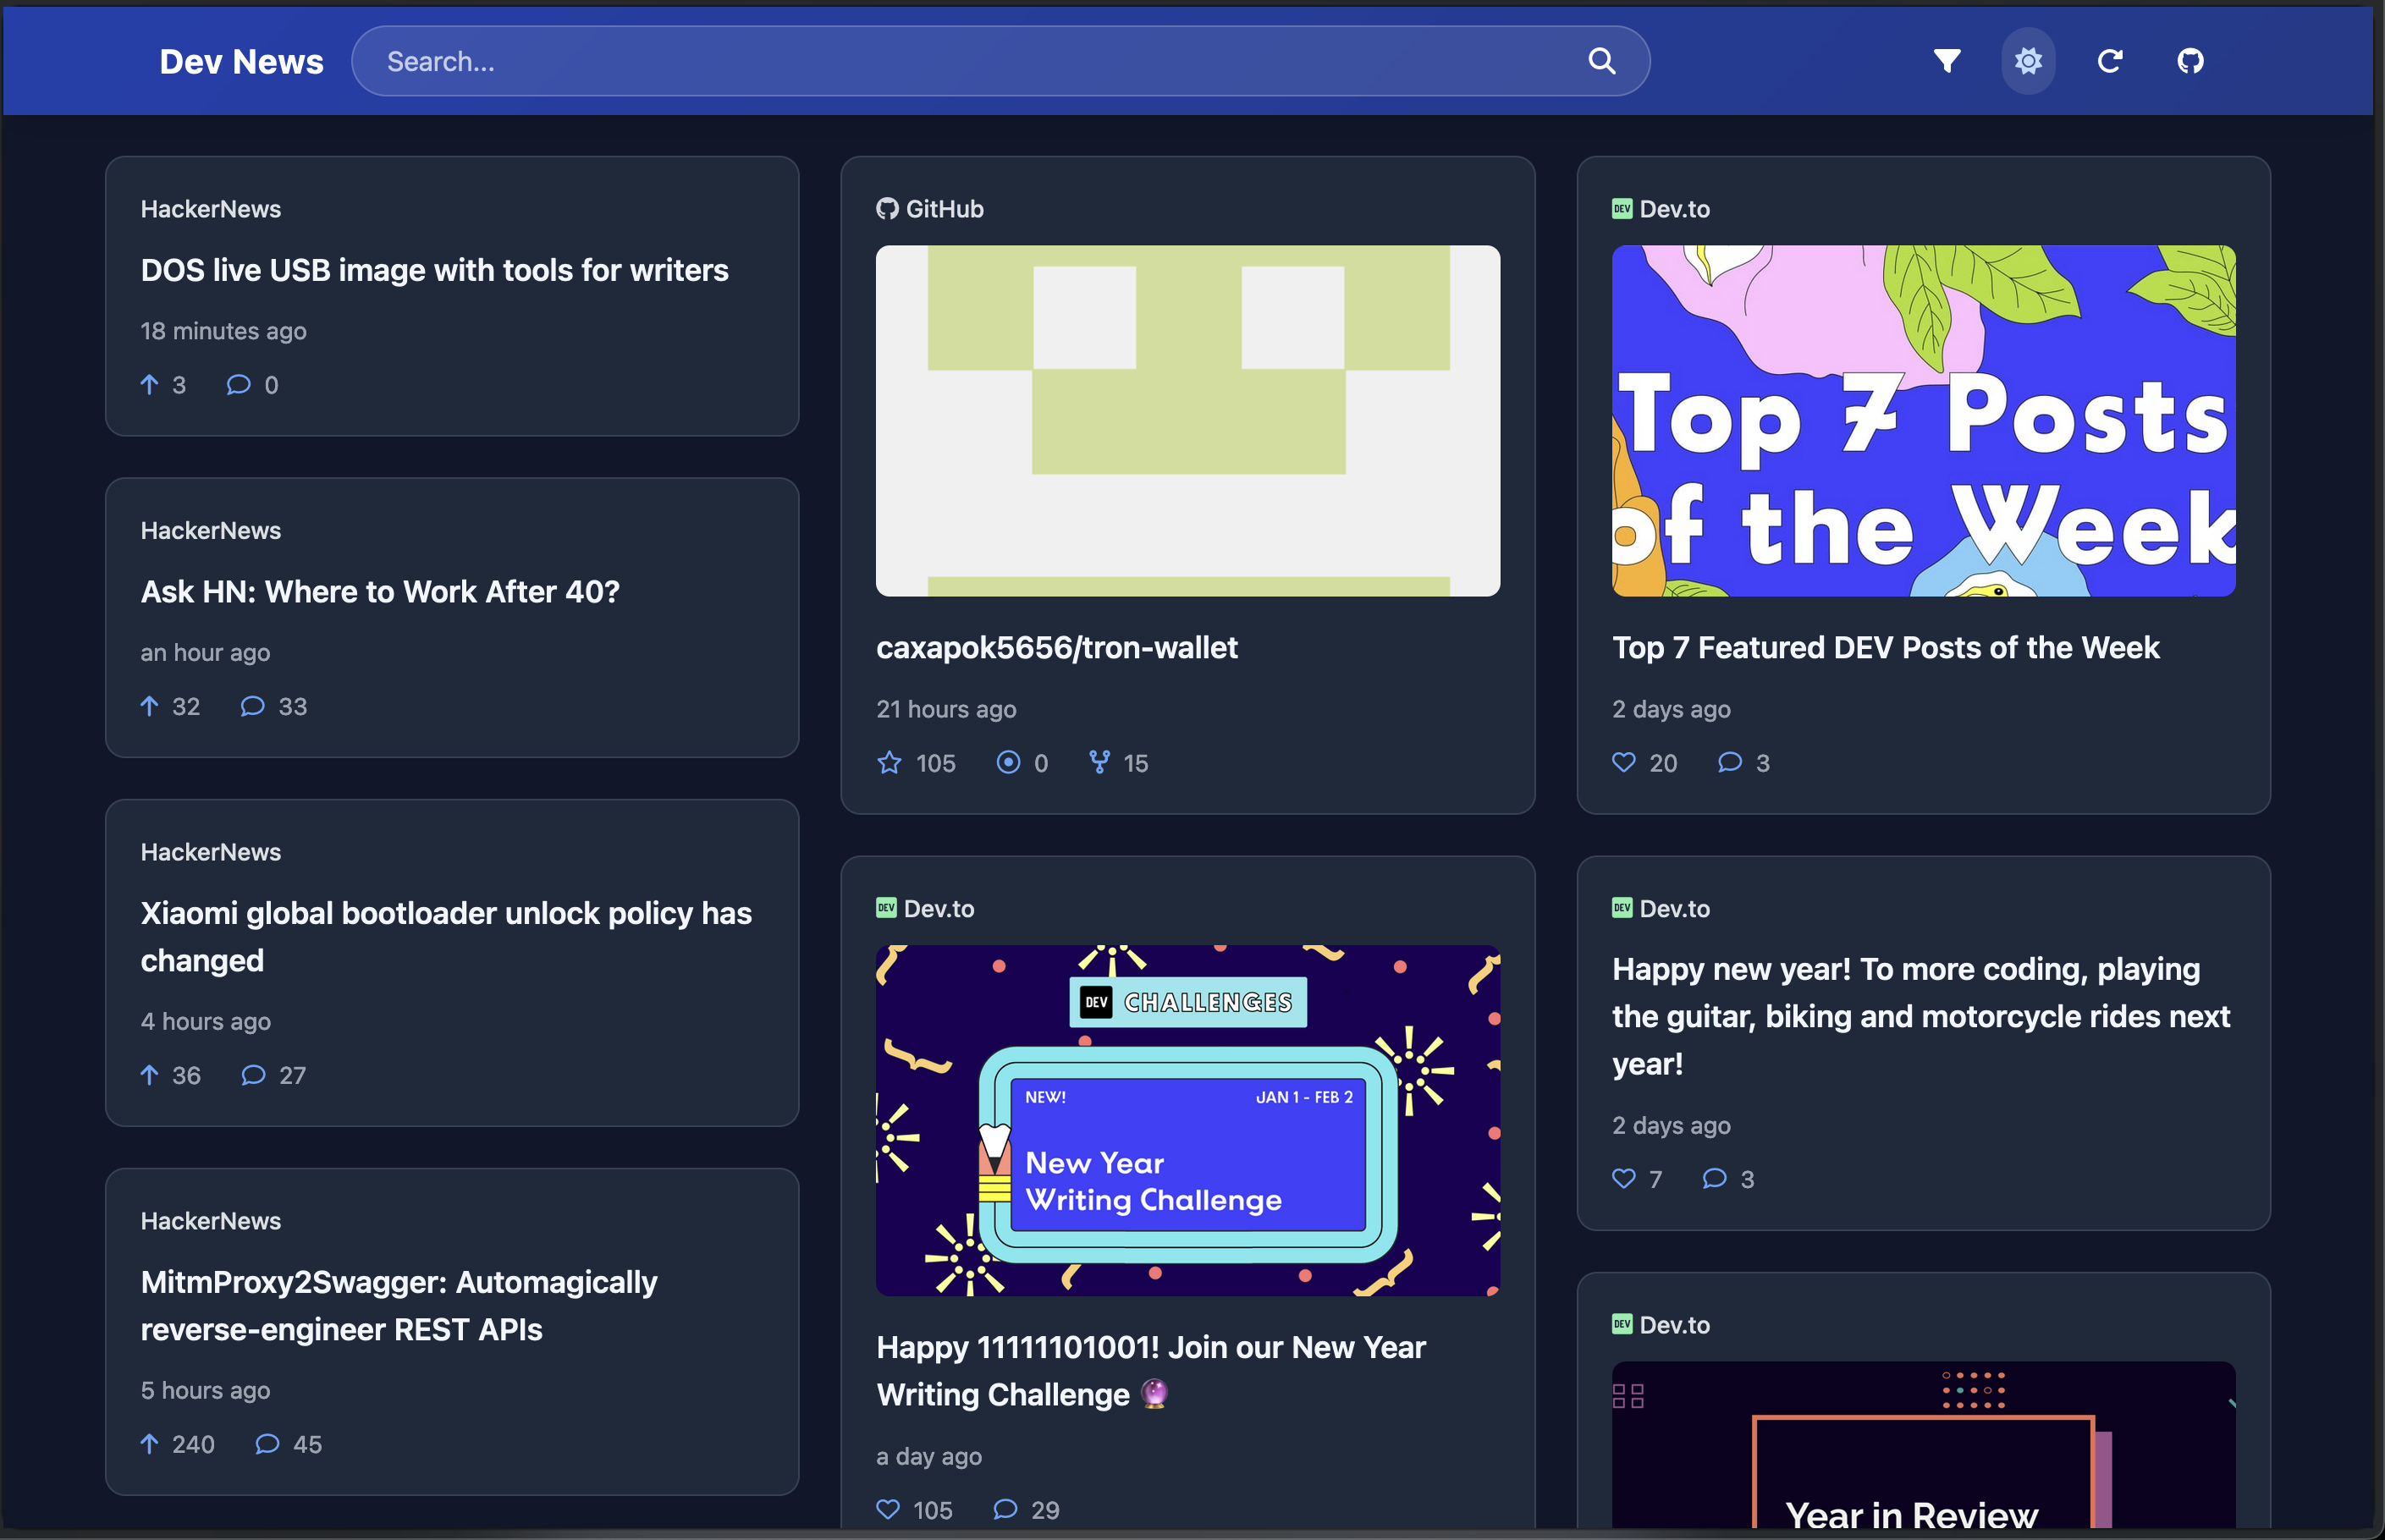 Dev News
Search...
HackerNews
DOS live USB image with tools for writers
18 minutes ago
3 0
HackerNews
Ask HN: Where to Work After 40?
an hour ago
32 33
HackerNews
Xiaomi global bootloader unlock policy has
changed
4 hours ago
36 27
HackerNews
MitmProxy2Swagger: Automagically
reverse-engineer REST APIs
5 hours ago
240 45
GitHub
caxapok5656/tron-wallet
21 hours ago
105 0 15
DEV Dev.to
DEV CHALLENGES
NEW! JAN 1 - FEB 2
New Year
Writing Challenge
Happy 11111101001! Join our New Year
Writing Challenge 🔮
a day ago
105 29
DEV Dev.to
Top 7 Posts
of the Week
Top 7 Featured DEV Posts of the Week
2 days ago
20 3
DEV Dev.to
Happy new year! To more coding, playing
the guitar, biking and motorcycle rides next
year!
2 days ago
7 3
DEV Dev.to
Year in Review